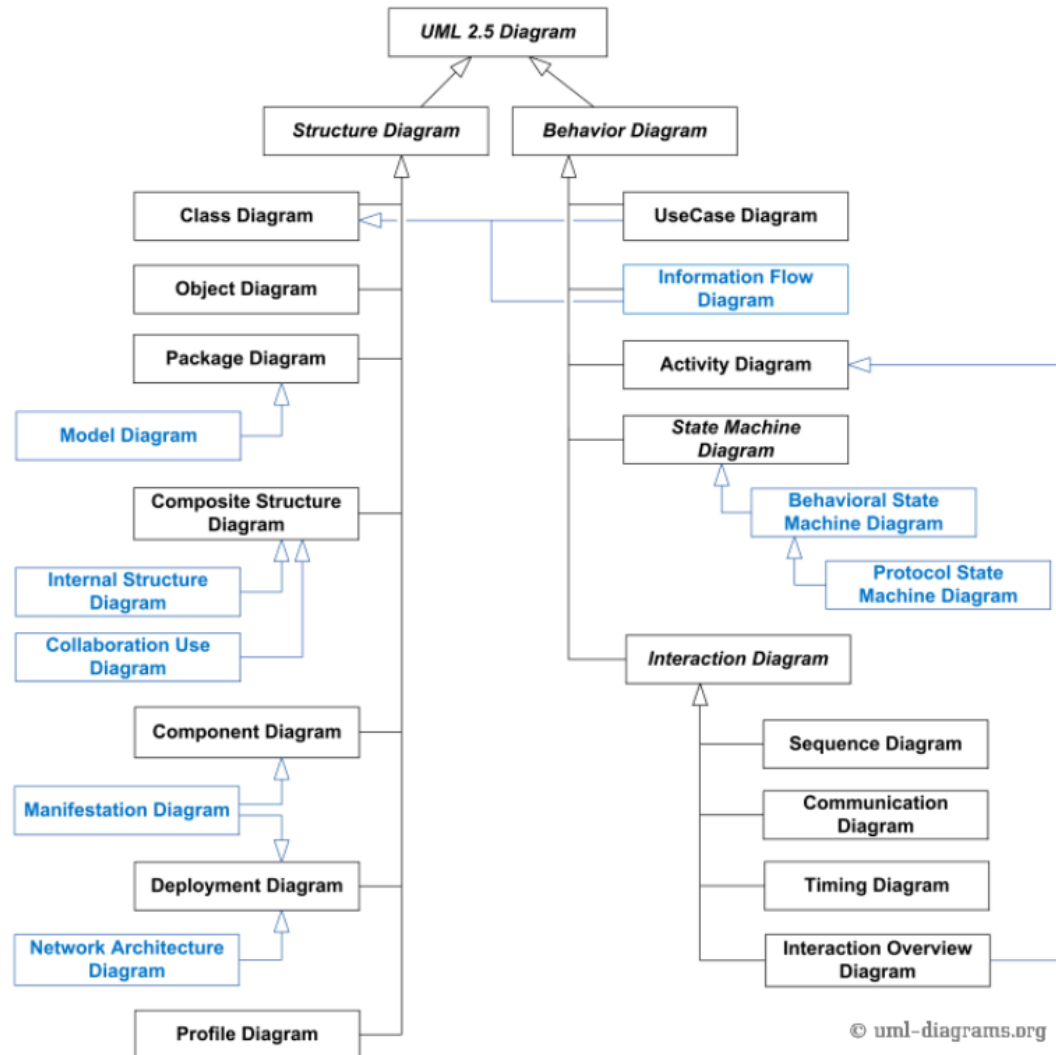 UML 2.5 Diagram
Structure Diagram
Behavior Diagram
Class Diagram
UseCase Diagram
Object Diagram
Information Flow
Diagram
Package Diagram
Activity Diagram
Model Diagram
State Machine
Diagram
Composite Structure
Diagram
Behavioral State
Machine Diagram
Internal Structure
Diagram
Protocol State
Machine Diagram
Collaboration Use
Diagram
Interaction Diagram
Component Diagram
Sequence Diagram
Manifestation Diagram
Communication
Diagram
Deployment Diagram
Timing Diagram
Network Architecture
Diagram
Interaction Overview
Diagram
Profile Diagram
© uml-diagrams.org